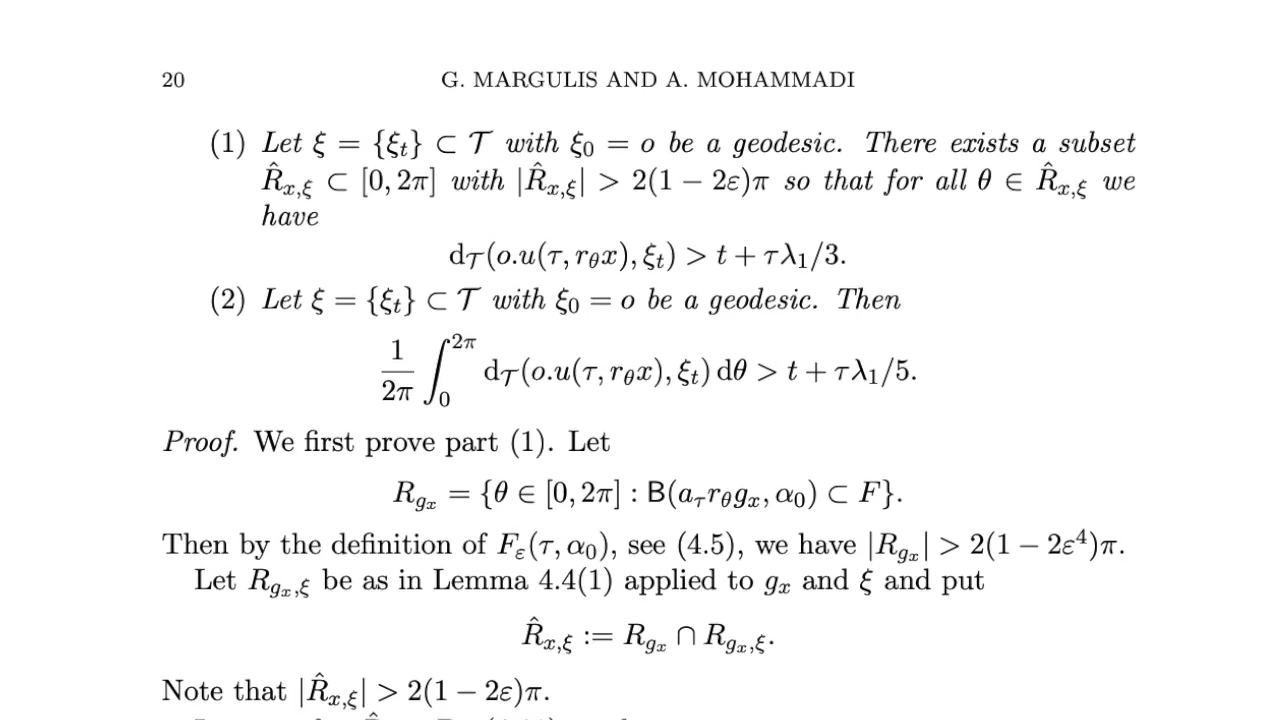 20 G. MARGULIS AND A. MOHAMMADI
(1) Let ξ = {ξ_t} ⊂ 𝒯 with ξ_0 = o be a geodesic. There exists a subset
R̂_{x,ξ} ⊂ [0, 2π] with |R̂_{x,ξ}| > 2(1 − 2ε)π so that for all θ ∈ R̂_{x,ξ} we
have
d_𝒯(o.u(τ, r_θx), ξ_t) > t + τλ_1/3.
(2) Let ξ = {ξ_t} ⊂ 𝒯 with ξ_0 = o be a geodesic. Then
1/2π ∫_0^{2π} d_𝒯(o.u(τ, r_θx), ξ_t) dθ > t + τλ_1/5.
Proof. We first prove part (1). Let
R_{g_x} = {θ ∈ [0, 2π] : B(a_τr_θg_x, α_0) ⊂ F}.
Then by the definition of F_ε(τ, α_0), see (4.5), we have |R_{g_x}| > 2(1 − 2ε^4)π.
Let R_{g_x,ξ} be as in Lemma 4.4(1) applied to g_x and ξ and put
R̂_{x,ξ} := R_{g_x} ∩ R_{g_x,ξ}.
Note that |R̂_{x,ξ}| > 2(1 − 2ε)π.